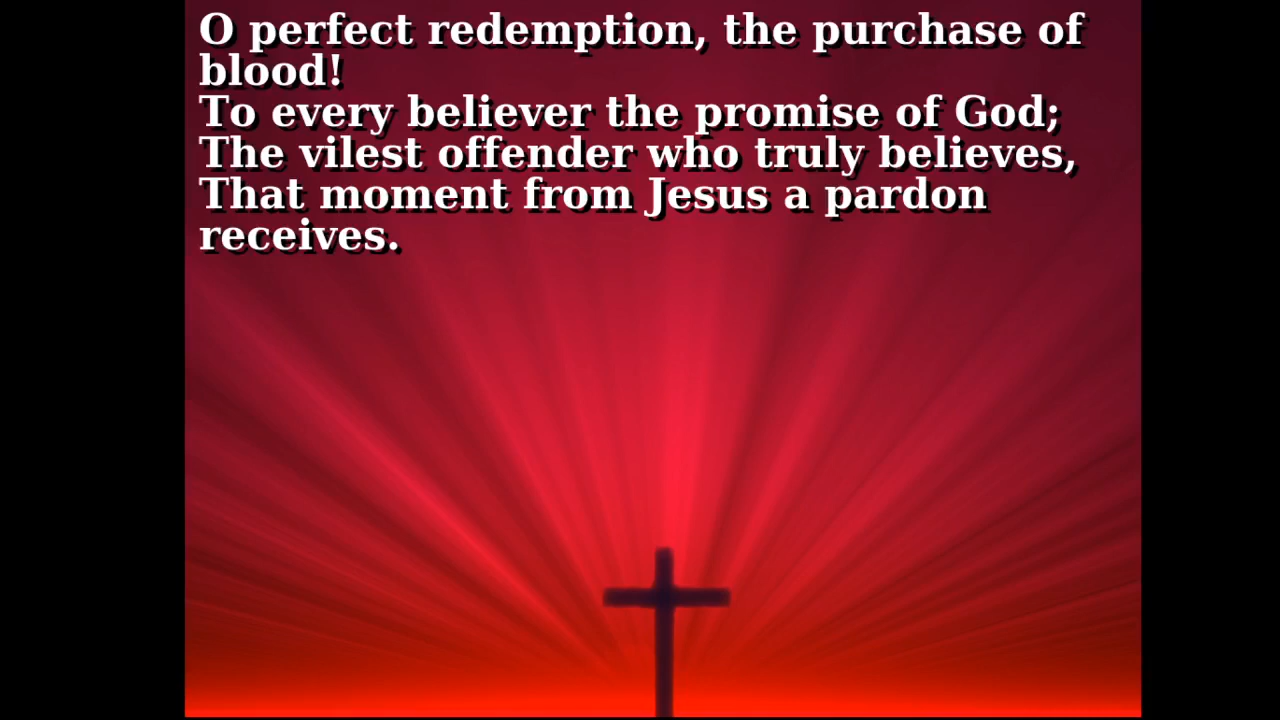 O perfect redemption, the purchase of
blood!
To every believer the promise of God;
The vilest offender who truly believes,
That moment from Jesus a pardon
receives.